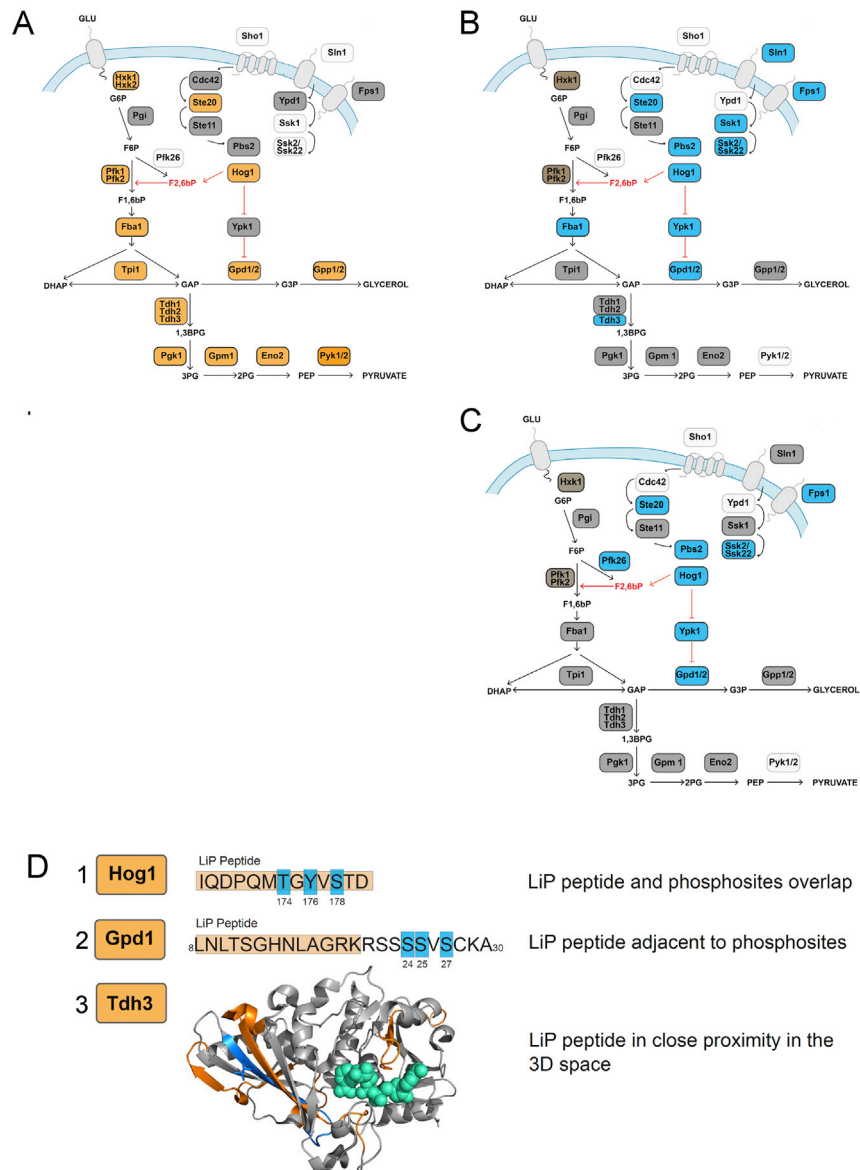 A
GLU
Sho1
Sln1
Hxk1
Hxk2
Cdc42
Fps1
G6P
Ste20
Ypd1
Pgi
Ste11
Ssk1
F6P
Pbs2
Ssk2/
Ssk22
Pfk26
Pfk1
Pfk2
F2,6bP
Hog1
F1,6bP
Fba1
Ypk1
Tpi1
Gpd1/2
Gpp1/2
DHAP
GAP
G3P
GLYCEROL
Tdh1
Tdh2
Tdh3
1,3BPG
Pgk1
Gpm1
Eno2
Pyk1/2
3PG
2PG
PEP
PYRUVATE
B
GLU
Sho1
Sln1
Hxk1
Cdc42
Fps1
G6P
Ste20
Ypd1
Pgi
Ste11
Ssk1
F6P
Pbs2
Ssk2/
Ssk22
Pfk26
Pfk1
Pfk2
F2,6bP
Hog1
F1,6bP
Fba1
Ypk1
Tpi1
Gpd1/2
Gpp1/2
DHAP
GAP
G3P
GLYCEROL
Tdh1
Tdh2
Tdh3
1,3BPG
Pgk1
Gpm 1
Eno2
Pyk1/2
3PG
2PG
PEP
PYRUVATE
C
GLU
Sho1
Sln1
Hxk1
Cdc42
Fps1
G6P
Ste20
Ypd1
Pgi
Ste11
Ssk1
F6P
Pbs2
Ssk2/
Ssk22
Pfk26
Pfk1
Pfk2
F2,6bP
Hog1
F1,6bP
Fba1
Ypk1
Tpi1
Gpd1/2
Gpp1/2
DHAP
GAP
G3P
GLYCEROL
Tdh1
Tdh2
Tdh3
1,3BPG
Pgk1
Gpm 1
Eno2
Pyk1/2
3PG
2PG
PEP
PYRUVATE
D
1 Hog1
LiP Peptide
IQDPQMTGYVSTD
174 176 178
LiP peptide and phosphosites overlap
2 Gpd1
LiP Peptide
8LNLTSGHNLAGRKRSSSSVSCKA30
24 25 27
LiP peptide adjacent to phosphosites
3 Tdh3
LiP peptide in close proximity in the
3D space